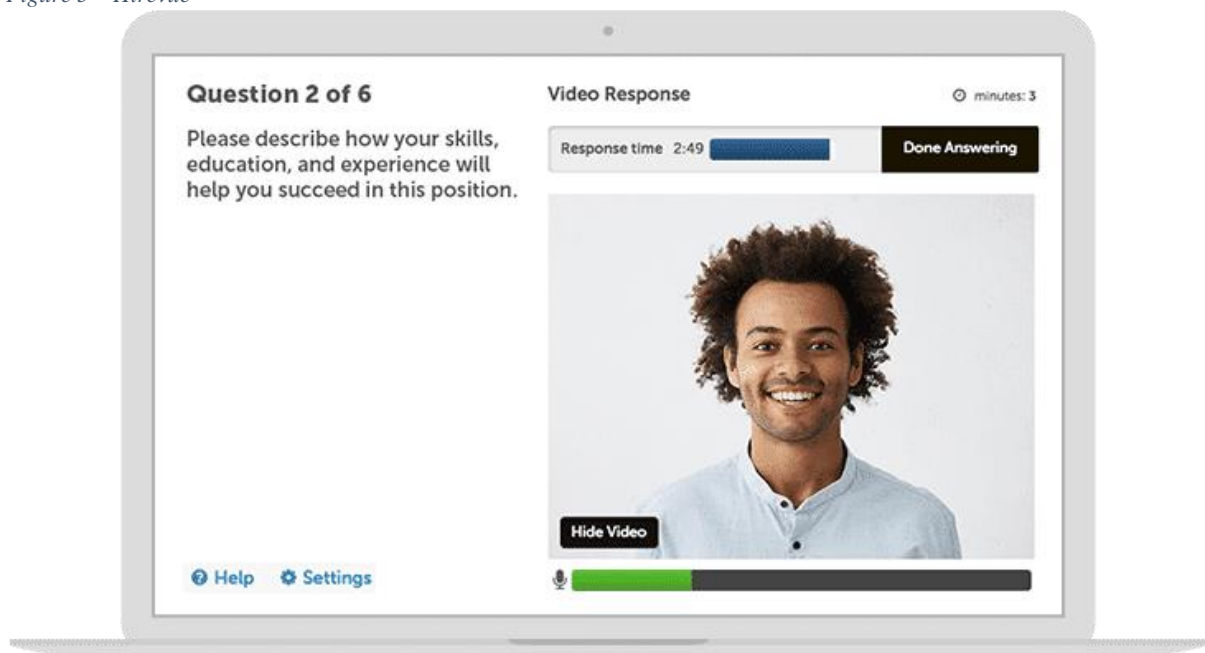 Question 2 of 6
Please describe how your skills,
education, and experience will
help you succeed in this position.
Video Response
minutes: 3
Response time 2:49
Done Answering
Hide Video
Help
Settings